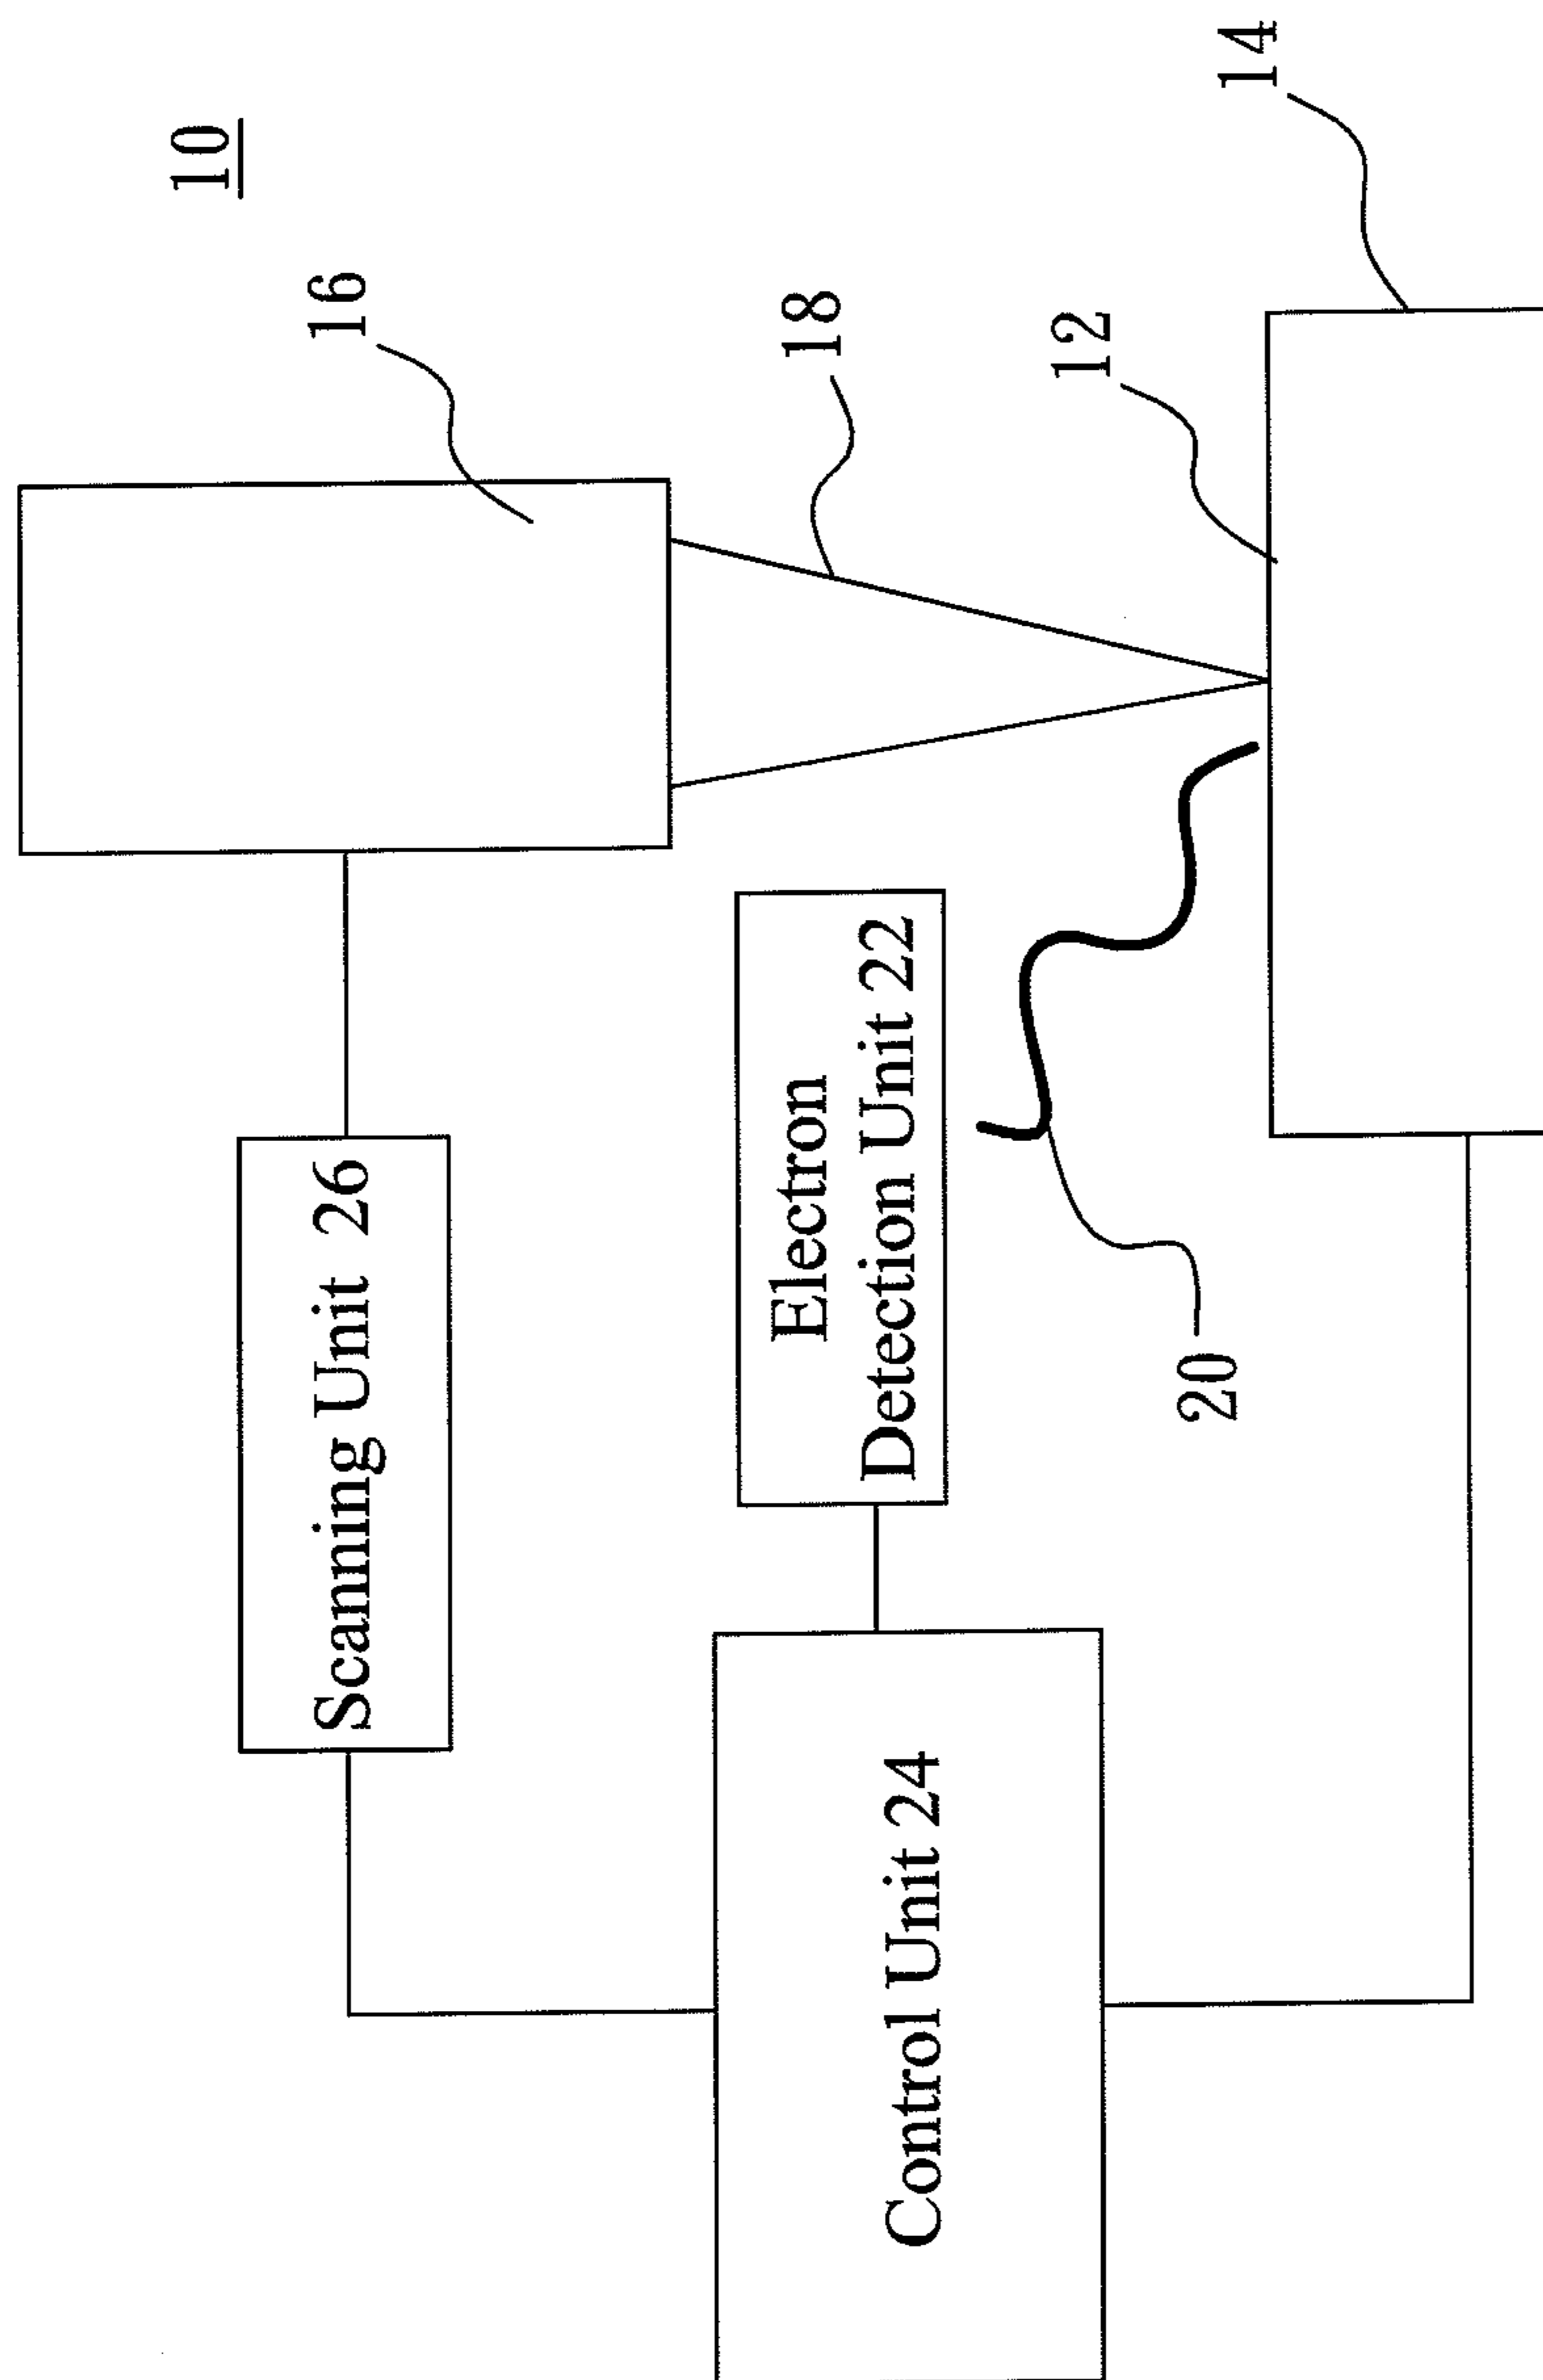 10
16
18
12
14
Scanning Unit 26
Electron
Detection Unit 22
20
Control Unit 24